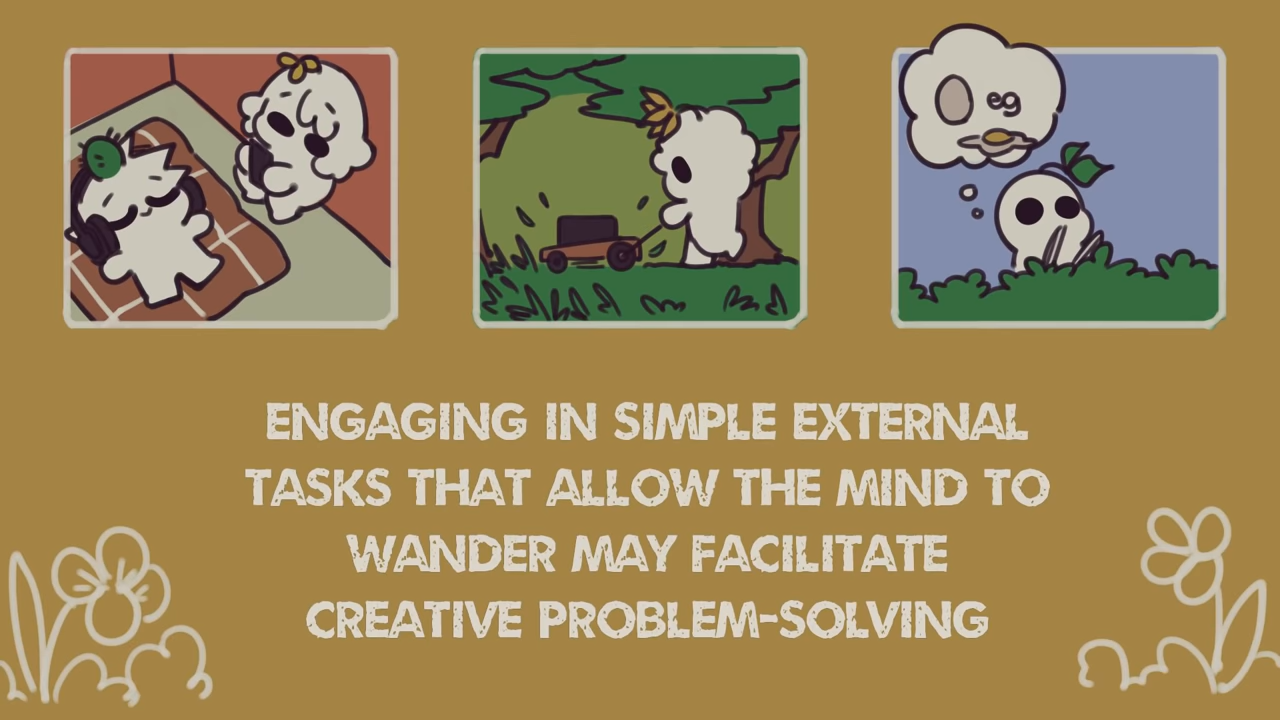 eg
ENGAGING IN SIMPLE EXTERNAL
TASKS THAT ALLOW THE MIND TO
WANDER MAY FACILITATE
CREATIVE PROBLEM-SOLVING